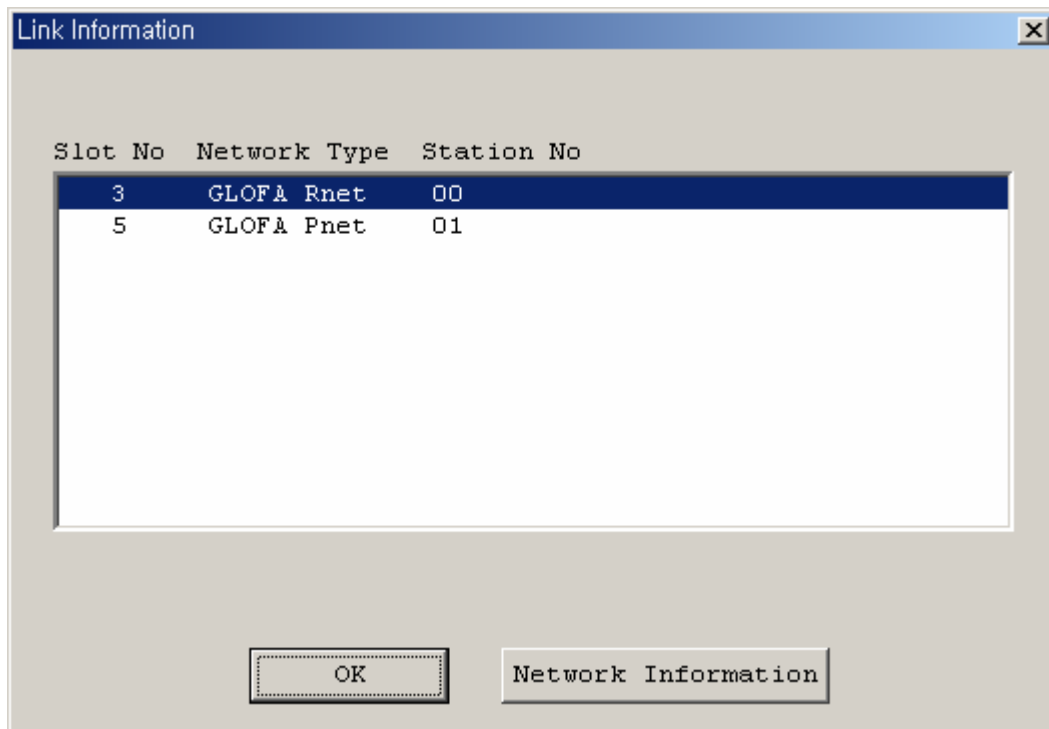 Link Information
Slot No Network Type Station No
3 GLOFA Rnet 00
5 GLOFA Pnet 01
OK
Network Information